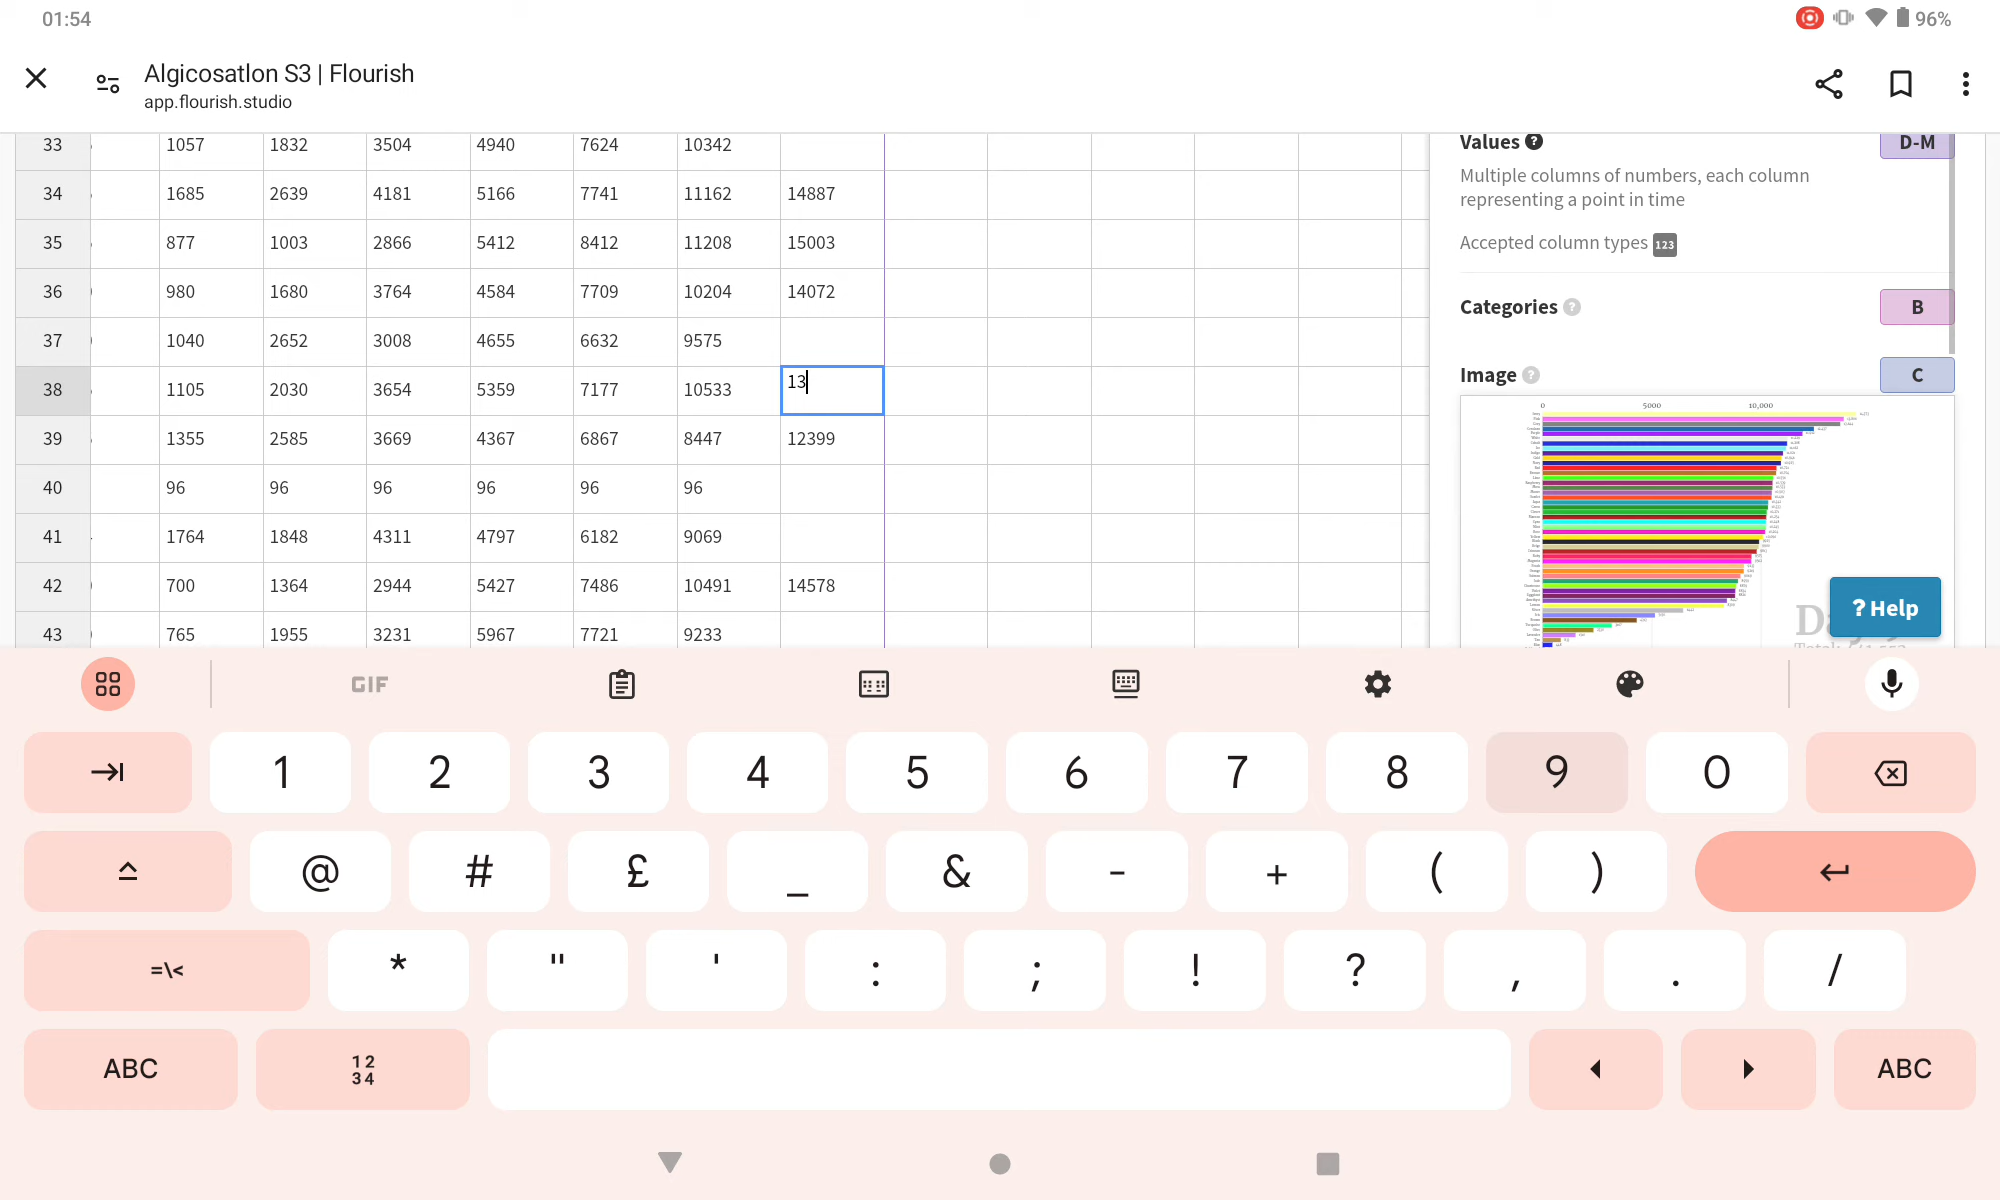 01:54
96%
Algicosatlon S3 | Flourish
app.flourish.studio
33 1057 1832 3504 4940 7624 10342
34 1685 2639 4181 5166 7741 11162 14887
35 877 1003 2866 5412 8412 11208 15003
36 980 1680 3764 4584 7709 10204 14072
37 1040 2652 3008 4655 6632 9575
38 1105 2030 3654 5359 7177 10533 13
39 1355 2585 3669 4367 6867 8447 12399
40 96 96 96 96 96 96
41 1764 1848 4311 4797 6182 9069
42 700 1364 2944 5427 7486 10491 14578
43 765 1955 3231 5967 7721 9233
Values ? D-M
Multiple columns of numbers, each column
representing a point in time
Accepted column types 123
Categories ? B
Image ? C
0 5000 10,000
? Help
GIF
1 2 3 4 5 6 7 8 9 0
@ # £ _ & - + ( )
=\< * " ' : ; ! ? , . /
ABC 12 34 ABC